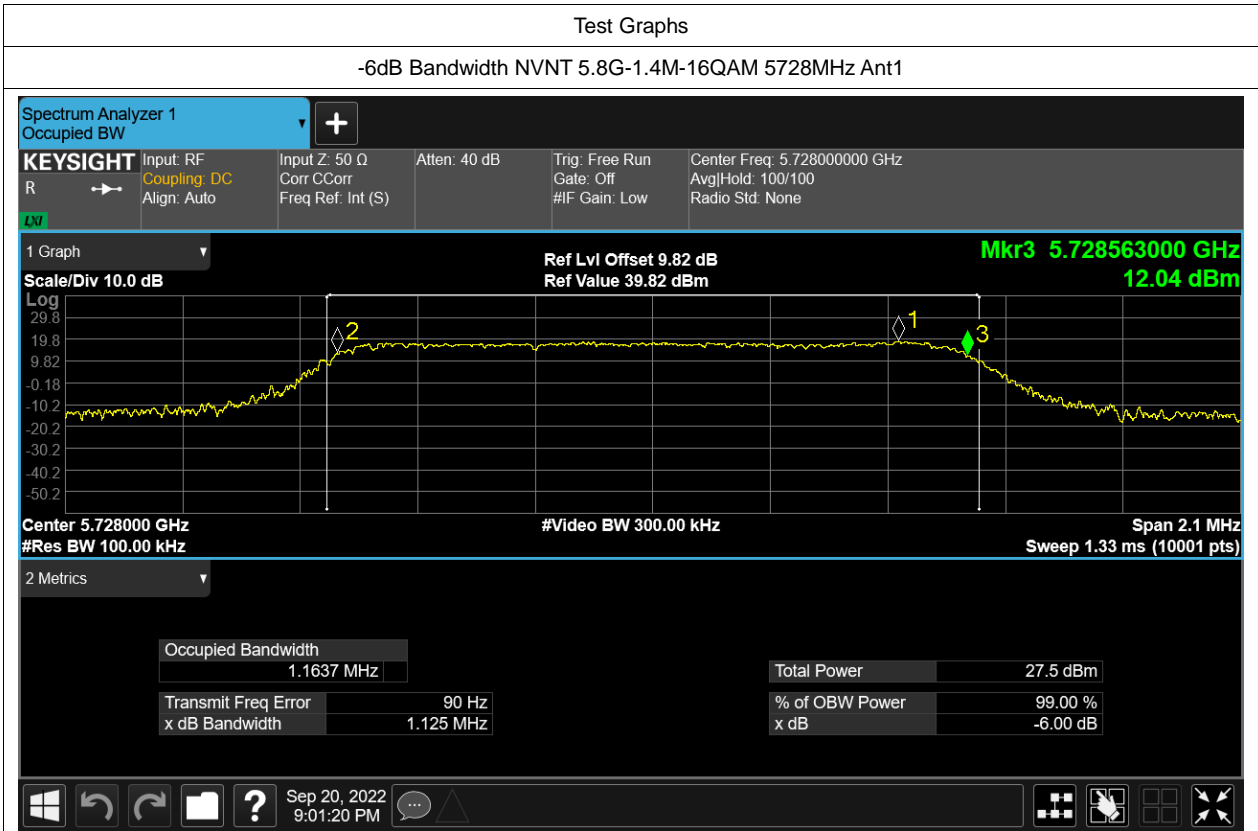 Test Graphs
-6dB Bandwidth NVNT 5.8G-1.4M-16QAM 5728MHz Ant1
Spectrum Analyzer 1
Occupied BW
KEYSIGHT
R
LXI
Input: RF
Coupling: DC
Align: Auto
Input Z: 50 Ω
Corr CCorr
Freq Ref: Int (S)
Atten: 40 dB
Trig: Free Run
Gate: Off
#IF Gain: Low
Center Freq: 5.728000000 GHz
Avg|Hold: 100/100
Radio Std: None
1 Graph
Scale/Div 10.0 dB
Ref Lvl Offset 9.82 dB
Ref Value 39.82 dBm
Mkr3 5.728563000 GHz
12.04 dBm
Log
29.8
19.8
9.82
-0.18
-10.2
-20.2
-30.2
-40.2
-50.2
2
1
3
Center 5.728000 GHz
#Video BW 300.00 kHz
Span 2.1 MHz
#Res BW 100.00 kHz
Sweep 1.33 ms (10001 pts)
2 Metrics
Occupied Bandwidth
1.1637 MHz
Total Power 27.5 dBm
Transmit Freq Error 90 Hz
% of OBW Power 99.00 %
x dB Bandwidth 1.125 MHz
x dB -6.00 dB
?
Sep 20, 2022
9:01:20 PM